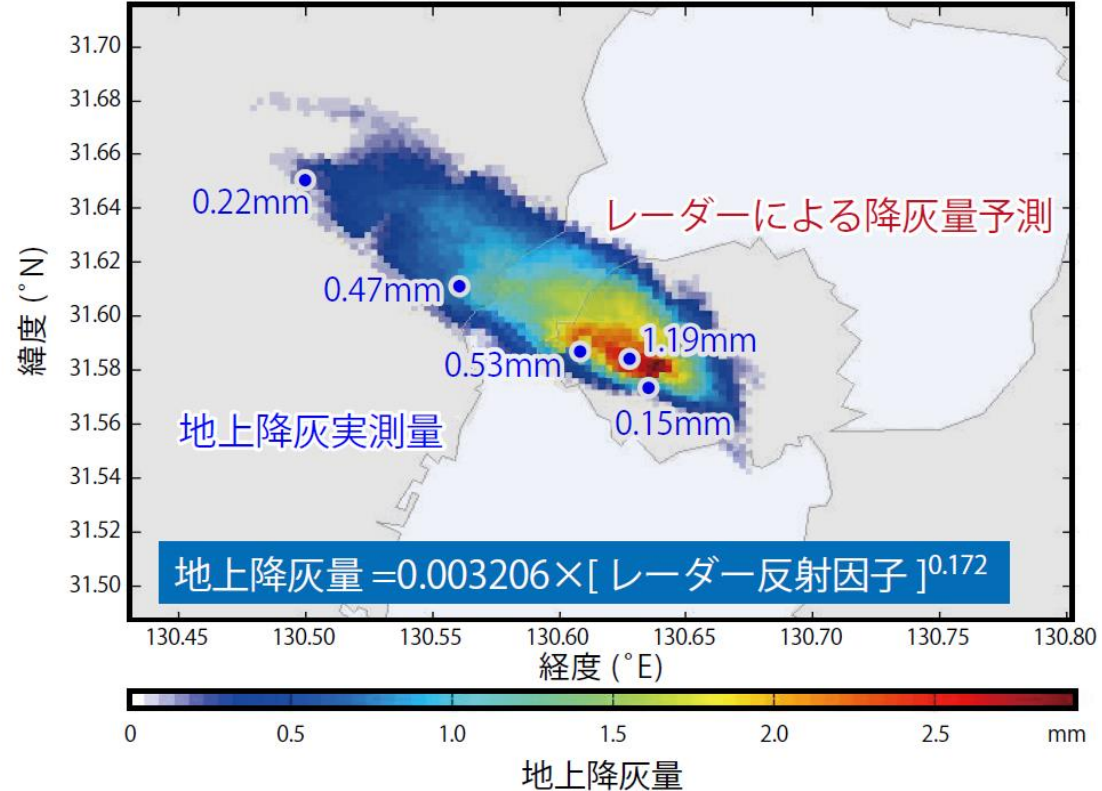 31.70
31.68
31.66
31.64
31.62
31.60
31.58
31.56
31.54
31.52
31.50
緯度 (°N)
0.22mm
レーダーによる降灰量予測
0.47mm
1.19mm
0.53mm
0.15mm
地上降灰実測量
地上降灰量 =0.003206×[ レーダー反射因子 ]0.172
130.45 130.50 130.55 130.60 130.65 130.70 130.75 130.80
経度 (°E)
0 0.5 1.0 1.5 2.0 2.5 mm
地上降灰量